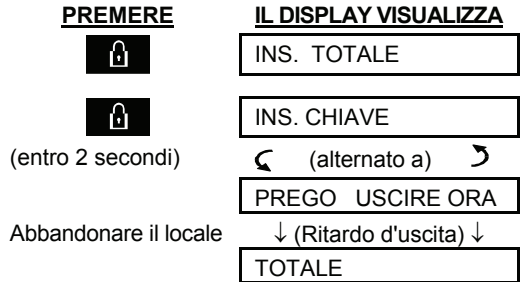 PREMERE IL DISPLAY VISUALIZZA
INS. TOTALE
INS. CHIAVE
(entro 2 secondi) (alternato a)
PREGO USCIRE ORA
Abbandonare il locale ↓ (Ritardo d'uscita) ↓
TOTALE